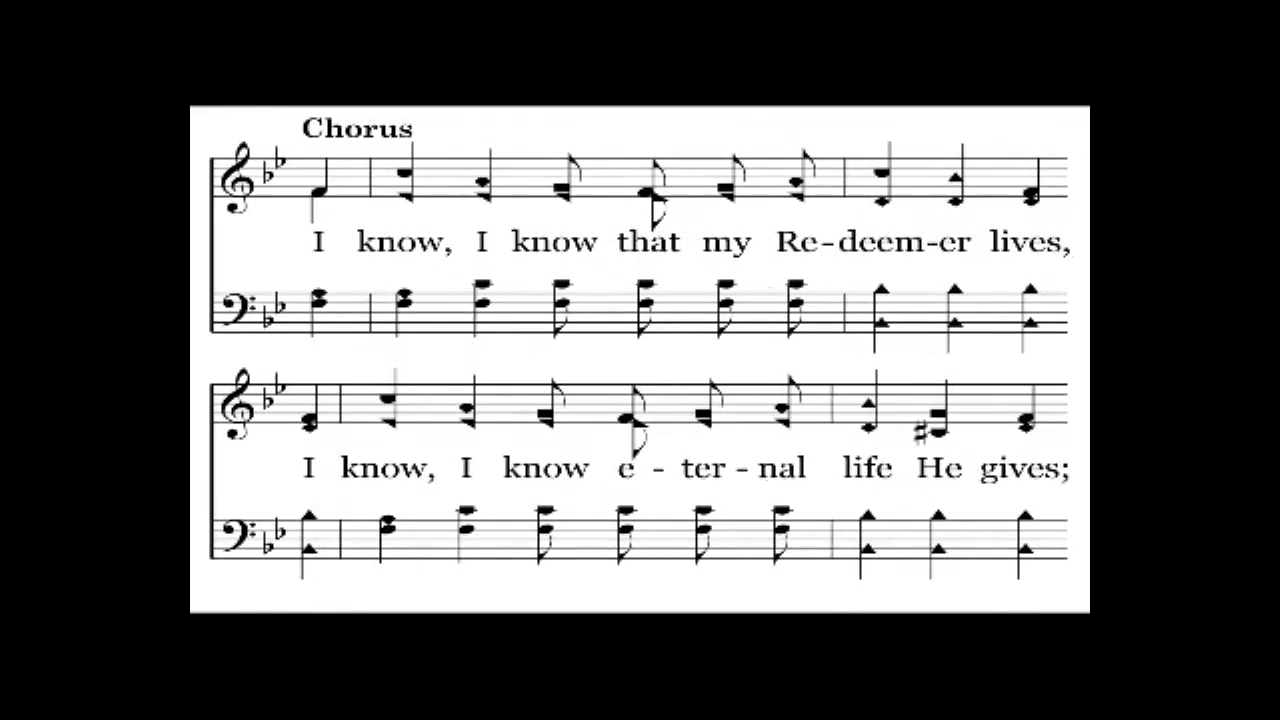 Chorus
I know, I know that my Re-deem-er lives,
I know, I know e - ter - nal life He gives;